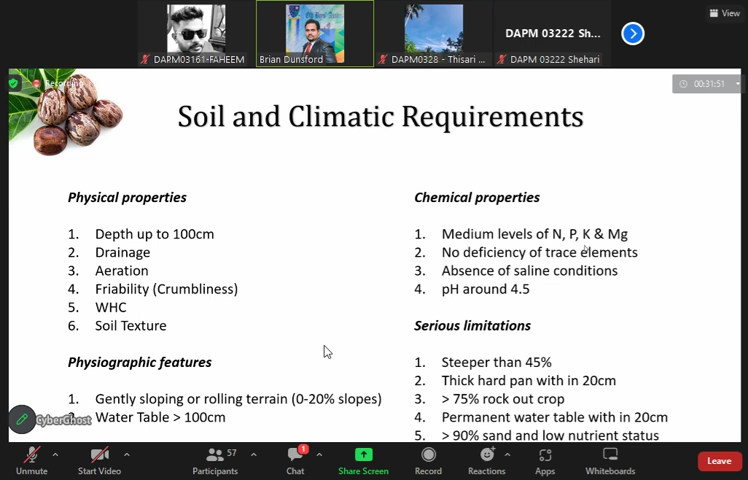 View
DARM03161-FAHEEM
Brian Dunsford
DAPM0328 - Thisari ...
DAPM 03222 Sh...
DAPM 03222 Shehari
Recording
00:31:51
Soil and Climatic Requirements
Physical properties
1. Depth up to 100cm
2. Drainage
3. Aeration
4. Friability (Crumbliness)
5. WHC
6. Soil Texture
Physiographic features
1. Gently sloping or rolling terrain (0-20% slopes)
Water Table > 100cm
Chemical properties
1. Medium levels of N, P, K & Mg
2. No deficiency of trace elements
3. Absence of saline conditions
4. pH around 4.5
Serious limitations
1. Steeper than 45%
2. Thick hard pan with in 20cm
3. > 75% rock out crop
4. Permanent water table with in 20cm
5. > 90% sand and low nutrient status
CyberGhost
Unmute
Start Video
57
Participants
1
Chat
Share Screen
Record
Reactions
Apps
Whiteboards
Leave